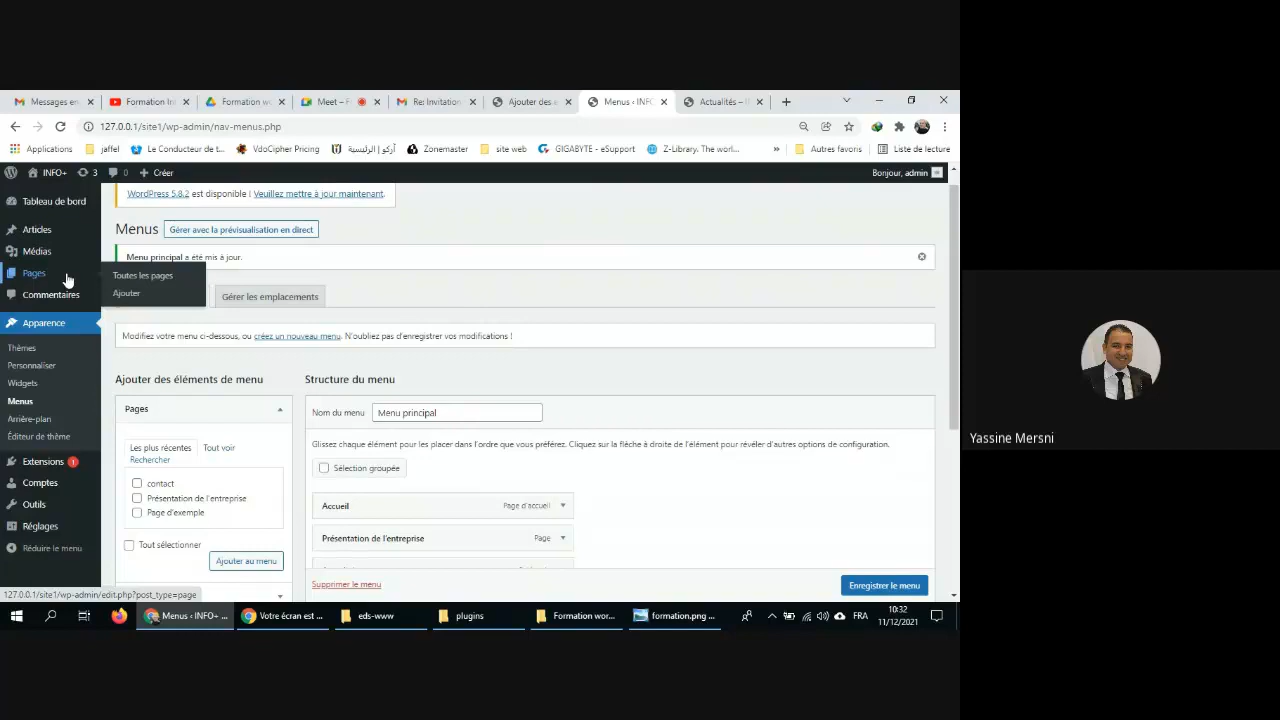 Messages en
Formation In
Formation wo
Meet – F
Re: Invitation
Ajouter des é
Menus ‹ INFO
Actualités – I
127.0.0.1/site1/wp-admin/nav-menus.php
Applications
jaffel
Le Conducteur de t...
VdoCipher Pricing
أركو | الرئيسية
Zonemaster
site web
GIGABYTE - eSupport
Z-Library. The worl...
»
Autres favoris
Liste de lecture
INFO+
3
0
Créer
Bonjour, admin
WordPress 5.8.2 est disponible ! Veuillez mettre à jour maintenant.
Tableau de bord
Articles
Médias
Pages
Commentaires
Apparence
Thèmes
Personnaliser
Widgets
Menus
Arrière-plan
Éditeur de thème
Extensions 1
Comptes
Outils
Réglages
Réduire le menu
Toutes les pages
Ajouter
Menus
Gérer avec la prévisualisation en direct
Menu principal a été mis à jour.
Gérer les emplacements
Modifiez votre menu ci-dessous, ou créez un nouveau menu. N'oubliez pas d'enregistrer vos modifications !
Ajouter des éléments de menu
Pages
Les plus récentes
Tout voir
Rechercher
contact
Présentation de l'entreprise
Page d'exemple
Tout sélectionner
Ajouter au menu
Structure du menu
Nom du menu
Menu principal
Glissez chaque élément pour les placer dans l'ordre que vous préférez. Cliquez sur la flèche à droite de l'élément pour révéler d'autres options de configuration.
Sélection groupée
Accueil
Page d'accueil
Présentation de l'entreprise
Page
Supprimer le menu
Enregistrer le menu
127.0.0.1/site1/wp-admin/edit.php?post_type=page
Menus ‹ INFO+ ...
Votre écran est ...
eds-www
plugins
Formation wor...
formation.png ...
FRA
10:32
11/12/2021
Yassine Mersni